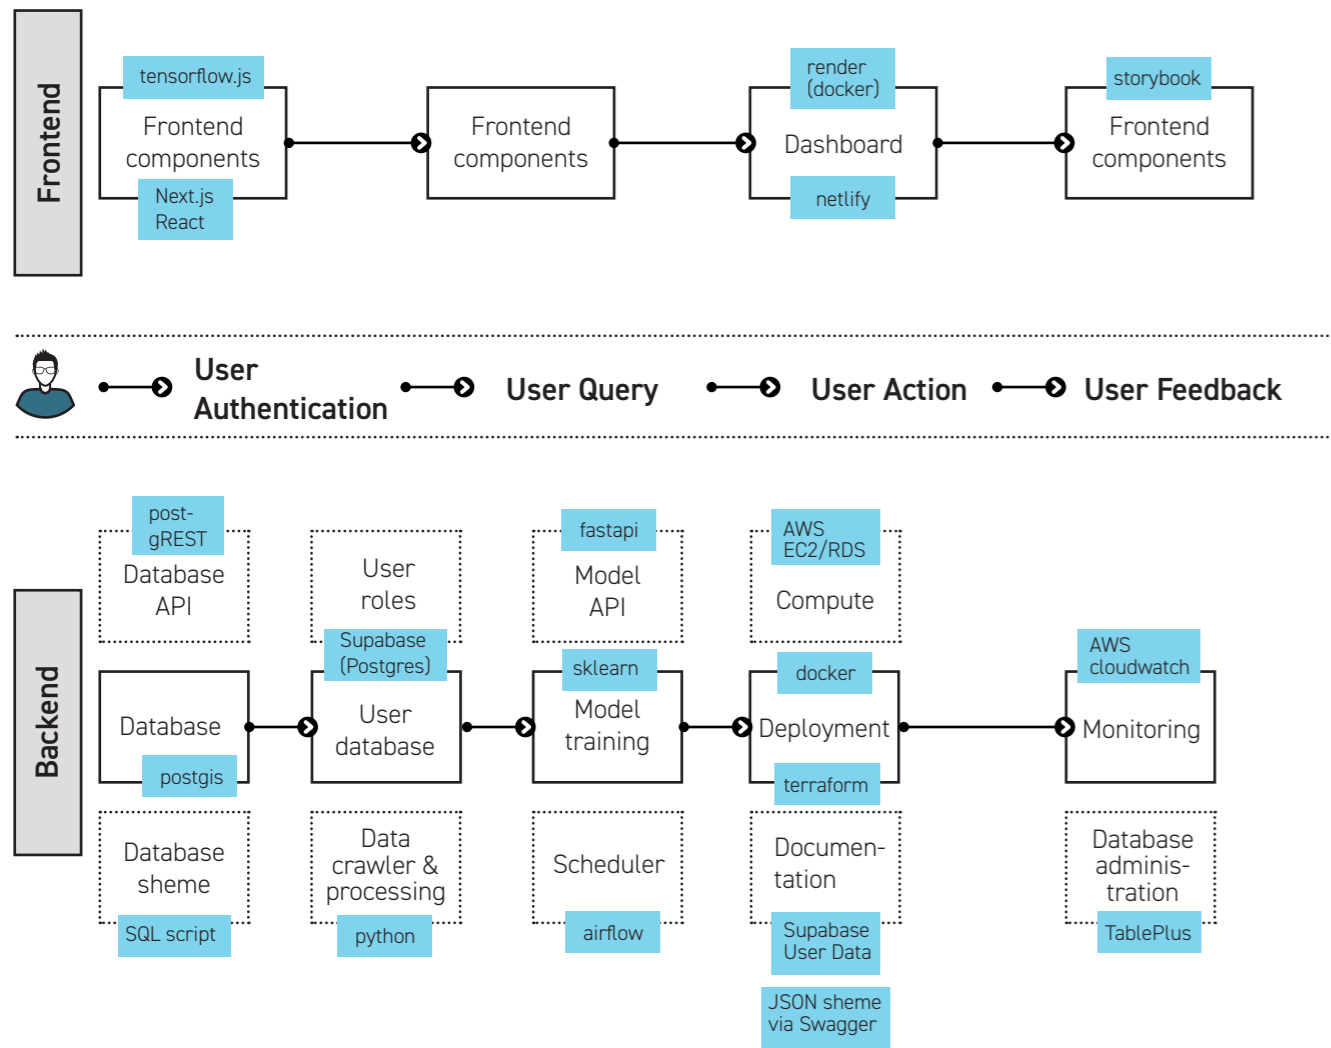 Frontend
tensorflow.js
Frontend
components
Next.js
React
Frontend
components
render
(docker)
Dashboard
netlify
storybook
Frontend
components
User
Authentication
User Query
User Action
User Feedback
Backend
post-
gREST
Database
API
User
roles
fastapi
Model
API
AWS
EC2/RDS
Compute
Database
postgis
Supabase
(Postgres)
User
database
sklearn
Model
training
docker
Deployment
terraform
AWS
cloudwatch
Monitoring
Database
sheme
SQL script
Data
crawler &
processing
python
Scheduler
airflow
Documen-
tation
Supabase
User Data
JSON sheme
via Swagger
Database
adminis-
tration
TablePlus